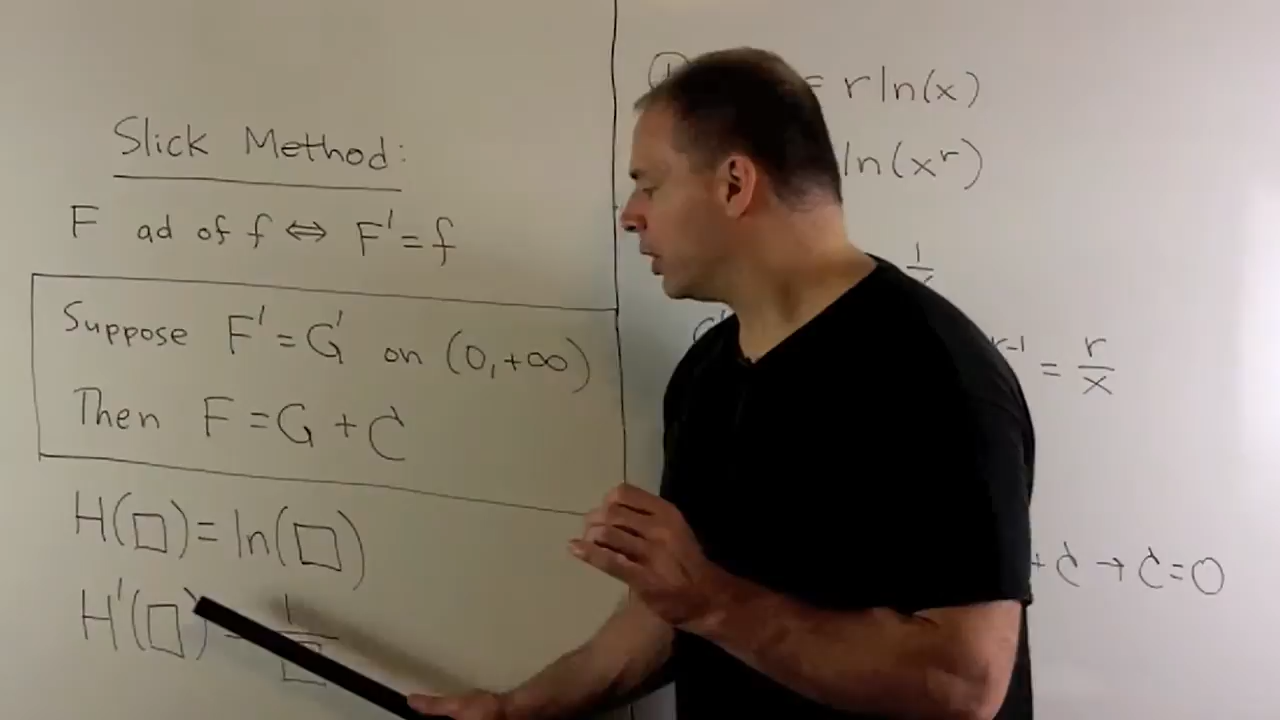 Slick Method:
F ad of f ⇔ F' = f
Suppose F' = G' on (0, +∞)
Then F = G + C
H(□) = ln(□)
H'(□) = 1/□
= r ln(x)
ln(x^r)
r-1 = r/x
+ C → C = 0